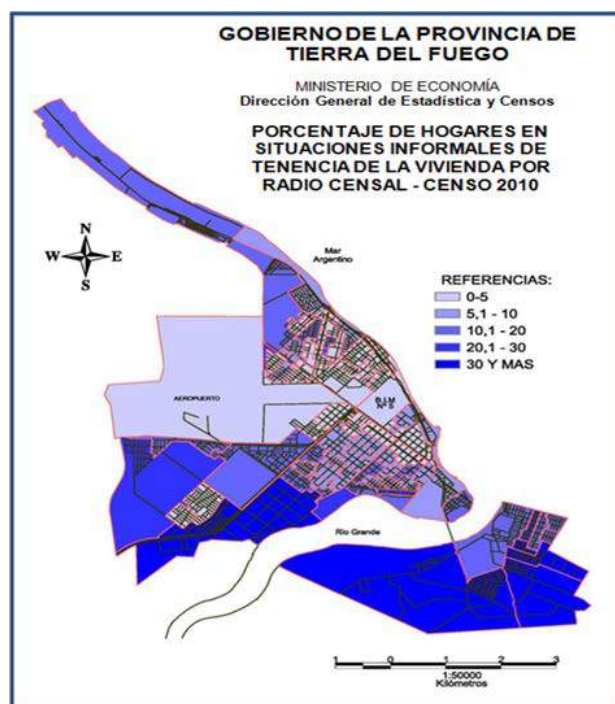 GOBIERNO DE LA PROVINCIA DE
TIERRA DEL FUEGO
MINISTERIO DE ECONOMÍA
Dirección General de Estadística y Censos
PORCENTAJE DE HOGARES EN
SITUACIONES INFORMALES DE
TENENCIA DE LA VIVIENDA POR
RADIO CENSAL - CENSO 2010
N
W E
S
Mar
Argentino
REFERENCIAS:
0-5
5,1 - 10
10,1 - 20
20,1 - 30
30 Y MAS
AEROPUERTO
B.I.M
Nº 5
Río Grande
1 0 1 2 3
1:50000
Kilómetros